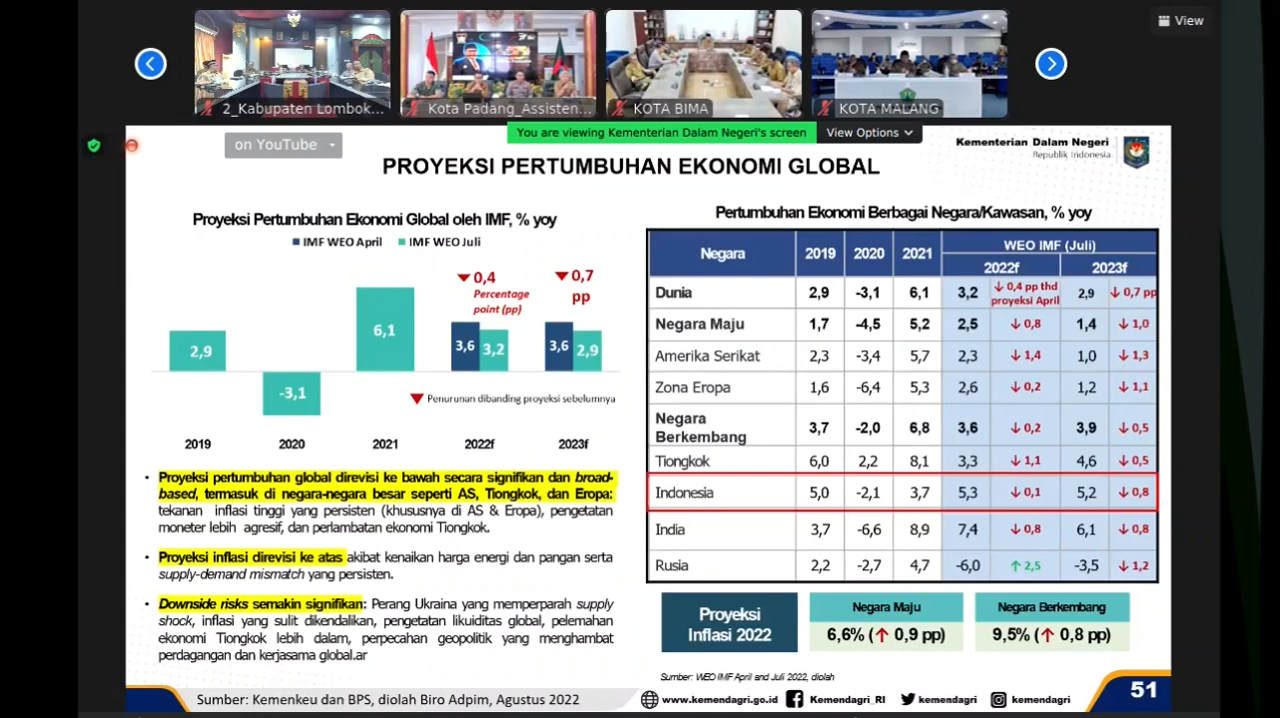 View
2_Kabupaten Lombok...
Kota Padang_Assisten...
KOTA BIMA
KOTA MALANG
You are viewing Kementerian Dalam Negeri's screen
View Options
on YouTube
Kementerian Dalam Negeri
Republik Indonesia
PROYEKSI PERTUMBUHAN EKONOMI GLOBAL
Proyeksi Pertumbuhan Ekonomi Global oleh IMF, % yoy
IMF WEO April IMF WEO Juli
▼ 0,4
Percentage
point (pp)
▼ 0,7
pp
2,9
-3,1
6,1
3,6 3,2
3,6 2,9
▼ Penurunan dibanding proyeksi sebelumnya
2019 2020 2021 2022f 2023f
• Proyeksi pertumbuhan global direvisi ke bawah secara signifikan dan broad-
based, termasuk di negara-negara besar seperti AS, Tiongkok, dan Eropa:
tekanan inflasi tinggi yang persisten (khususnya di AS & Eropa), pengetatan
moneter lebih agresif, dan perlambatan ekonomi Tiongkok.
• Proyeksi inflasi direvisi ke atas akibat kenaikan harga energi dan pangan serta
supply-demand mismatch yang persisten.
• Downside risks semakin signifikan: Perang Ukraina yang memperparah supply
shock, inflasi yang sulit dikendalikan, pengetatan likuiditas global, pelemahan
ekonomi Tiongkok lebih dalam, perpecahan geopolitik yang menghambat
perdagangan dan kerjasama global.ar
Pertumbuhan Ekonomi Berbagai Negara/Kawasan, % yoy
Negara 2019 2020 2021 WEO IMF (Juli)
2022f 2023f
Dunia 2,9 -3,1 6,1 3,2 ↓ 0,4 pp thd proyeksi April 2,9 ↓ 0,7 pp
Negara Maju 1,7 -4,5 5,2 2,5 ↓ 0,8 1,4 ↓ 1,0
Amerika Serikat 2,3 -3,4 5,7 2,3 ↓ 1,4 1,0 ↓ 1,3
Zona Eropa 1,6 -6,4 5,3 2,6 ↓ 0,2 1,2 ↓ 1,1
Negara Berkembang 3,7 -2,0 6,8 3,6 ↓ 0,2 3,9 ↓ 0,5
Tiongkok 6,0 2,2 8,1 3,3 ↓ 1,1 4,6 ↓ 0,5
Indonesia 5,0 -2,1 3,7 5,3 ↓ 0,1 5,2 ↓ 0,8
India 3,7 -6,6 8,9 7,4 ↓ 0,8 6,1 ↓ 0,8
Rusia 2,2 -2,7 4,7 -6,0 ↑ 2,5 -3,5 ↓ 1,2
Proyeksi
Inflasi 2022
Negara Maju
6,6% (↑ 0,9 pp)
Negara Berkembang
9,5% (↑ 0,8 pp)
Sumber: WEO IMF April and Juli 2022, diolah
Sumber: Kemenkeu dan BPS, diolah Biro Adpim, Agustus 2022
www.kemendagri.go.id Kemendagri_RI kemendagri kemendagri
51